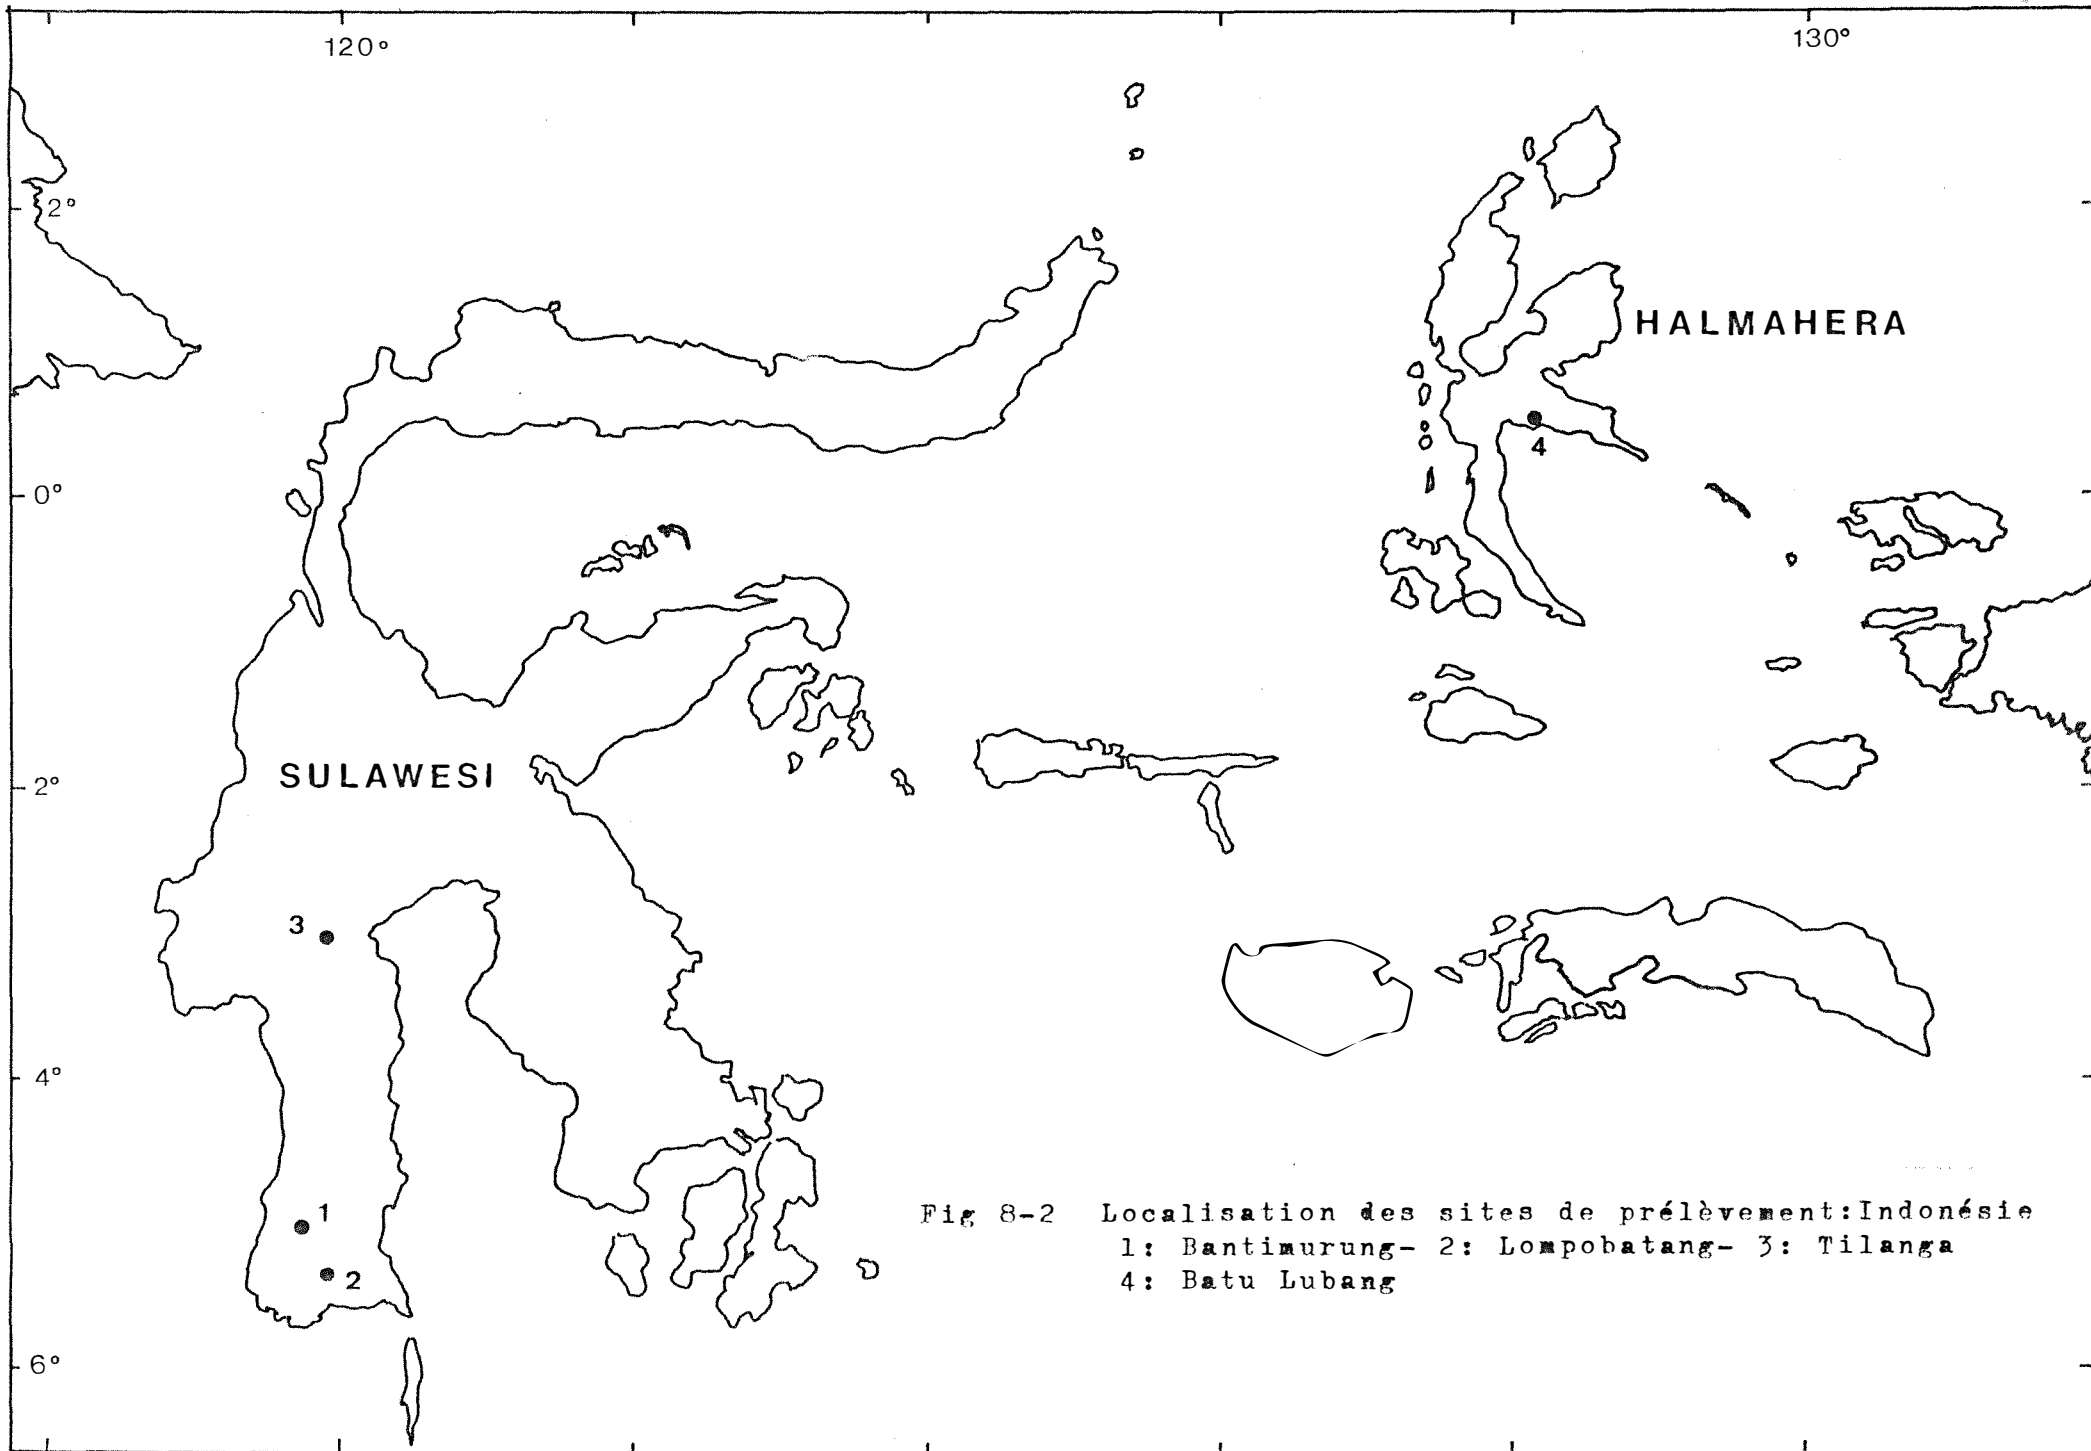 120°
130°
2°
HALMAHERA
4
0°
SULAWESI
2°
3
4°
1
2
Fig 8-2 Localisation des sites de prélèvement:Indonésie
1: Bantimurung- 2: Lompobatang- 3: Tilanga
4: Batu Lubang
6°